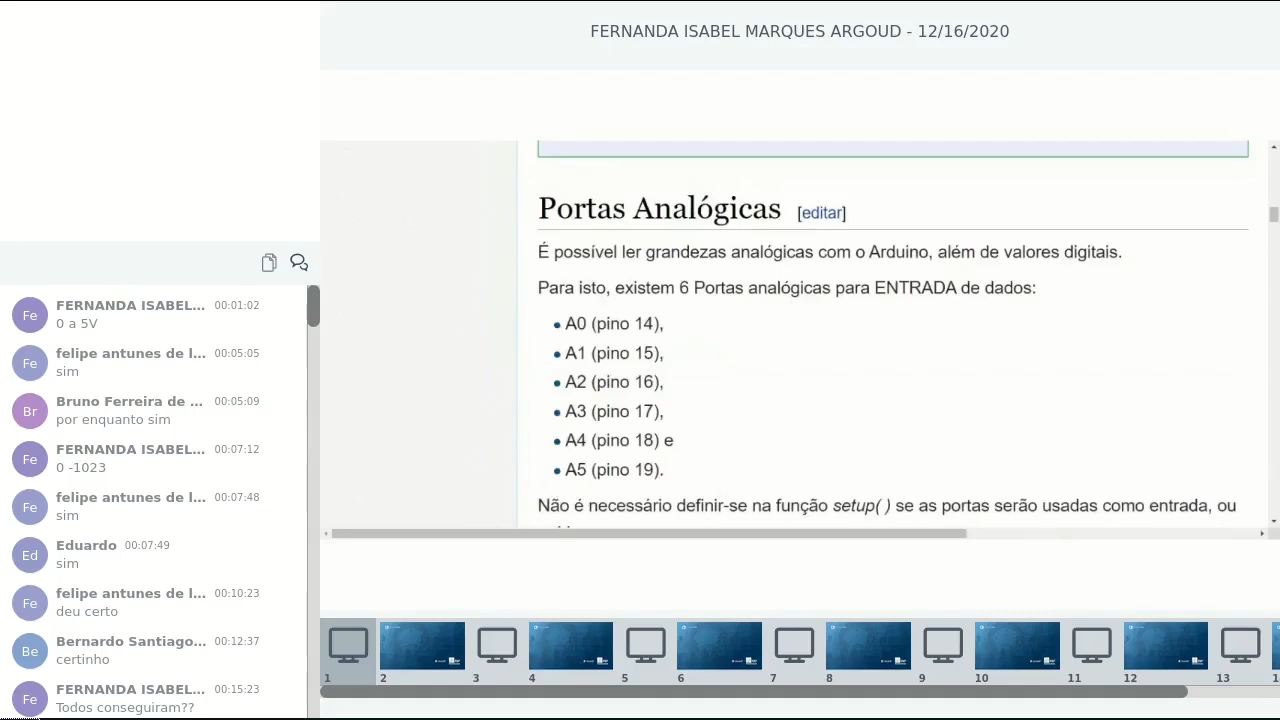 FERNANDA ISABEL MARQUES ARGOUD - 12/16/2020
Portas Analógicas [editar]
É possível ler grandezas analógicas com o Arduino, além de valores digitais.
Para isto, existem 6 Portas analógicas para ENTRADA de dados:
A0 (pino 14),
A1 (pino 15),
A2 (pino 16),
A3 (pino 17),
A4 (pino 18) e
A5 (pino 19).
Não é necessário definir-se na função setup( ) se as portas serão usadas como entrada, ou
Fe FERNANDA ISABEL... 00:01:02
0 a 5V
Fe felipe antunes de l... 00:05:05
sim
Br Bruno Ferreira de ... 00:05:09
por enquanto sim
Fe FERNANDA ISABEL... 00:07:12
0 -1023
Fe felipe antunes de l... 00:07:48
sim
Ed Eduardo 00:07:49
sim
Fe felipe antunes de l... 00:10:23
deu certo
Be Bernardo Santiago... 00:12:37
certinho
Fe FERNANDA ISABEL... 00:15:23
Todos conseguiram??
1 2 3 4 5 6 7 8 9 10 11 12 13